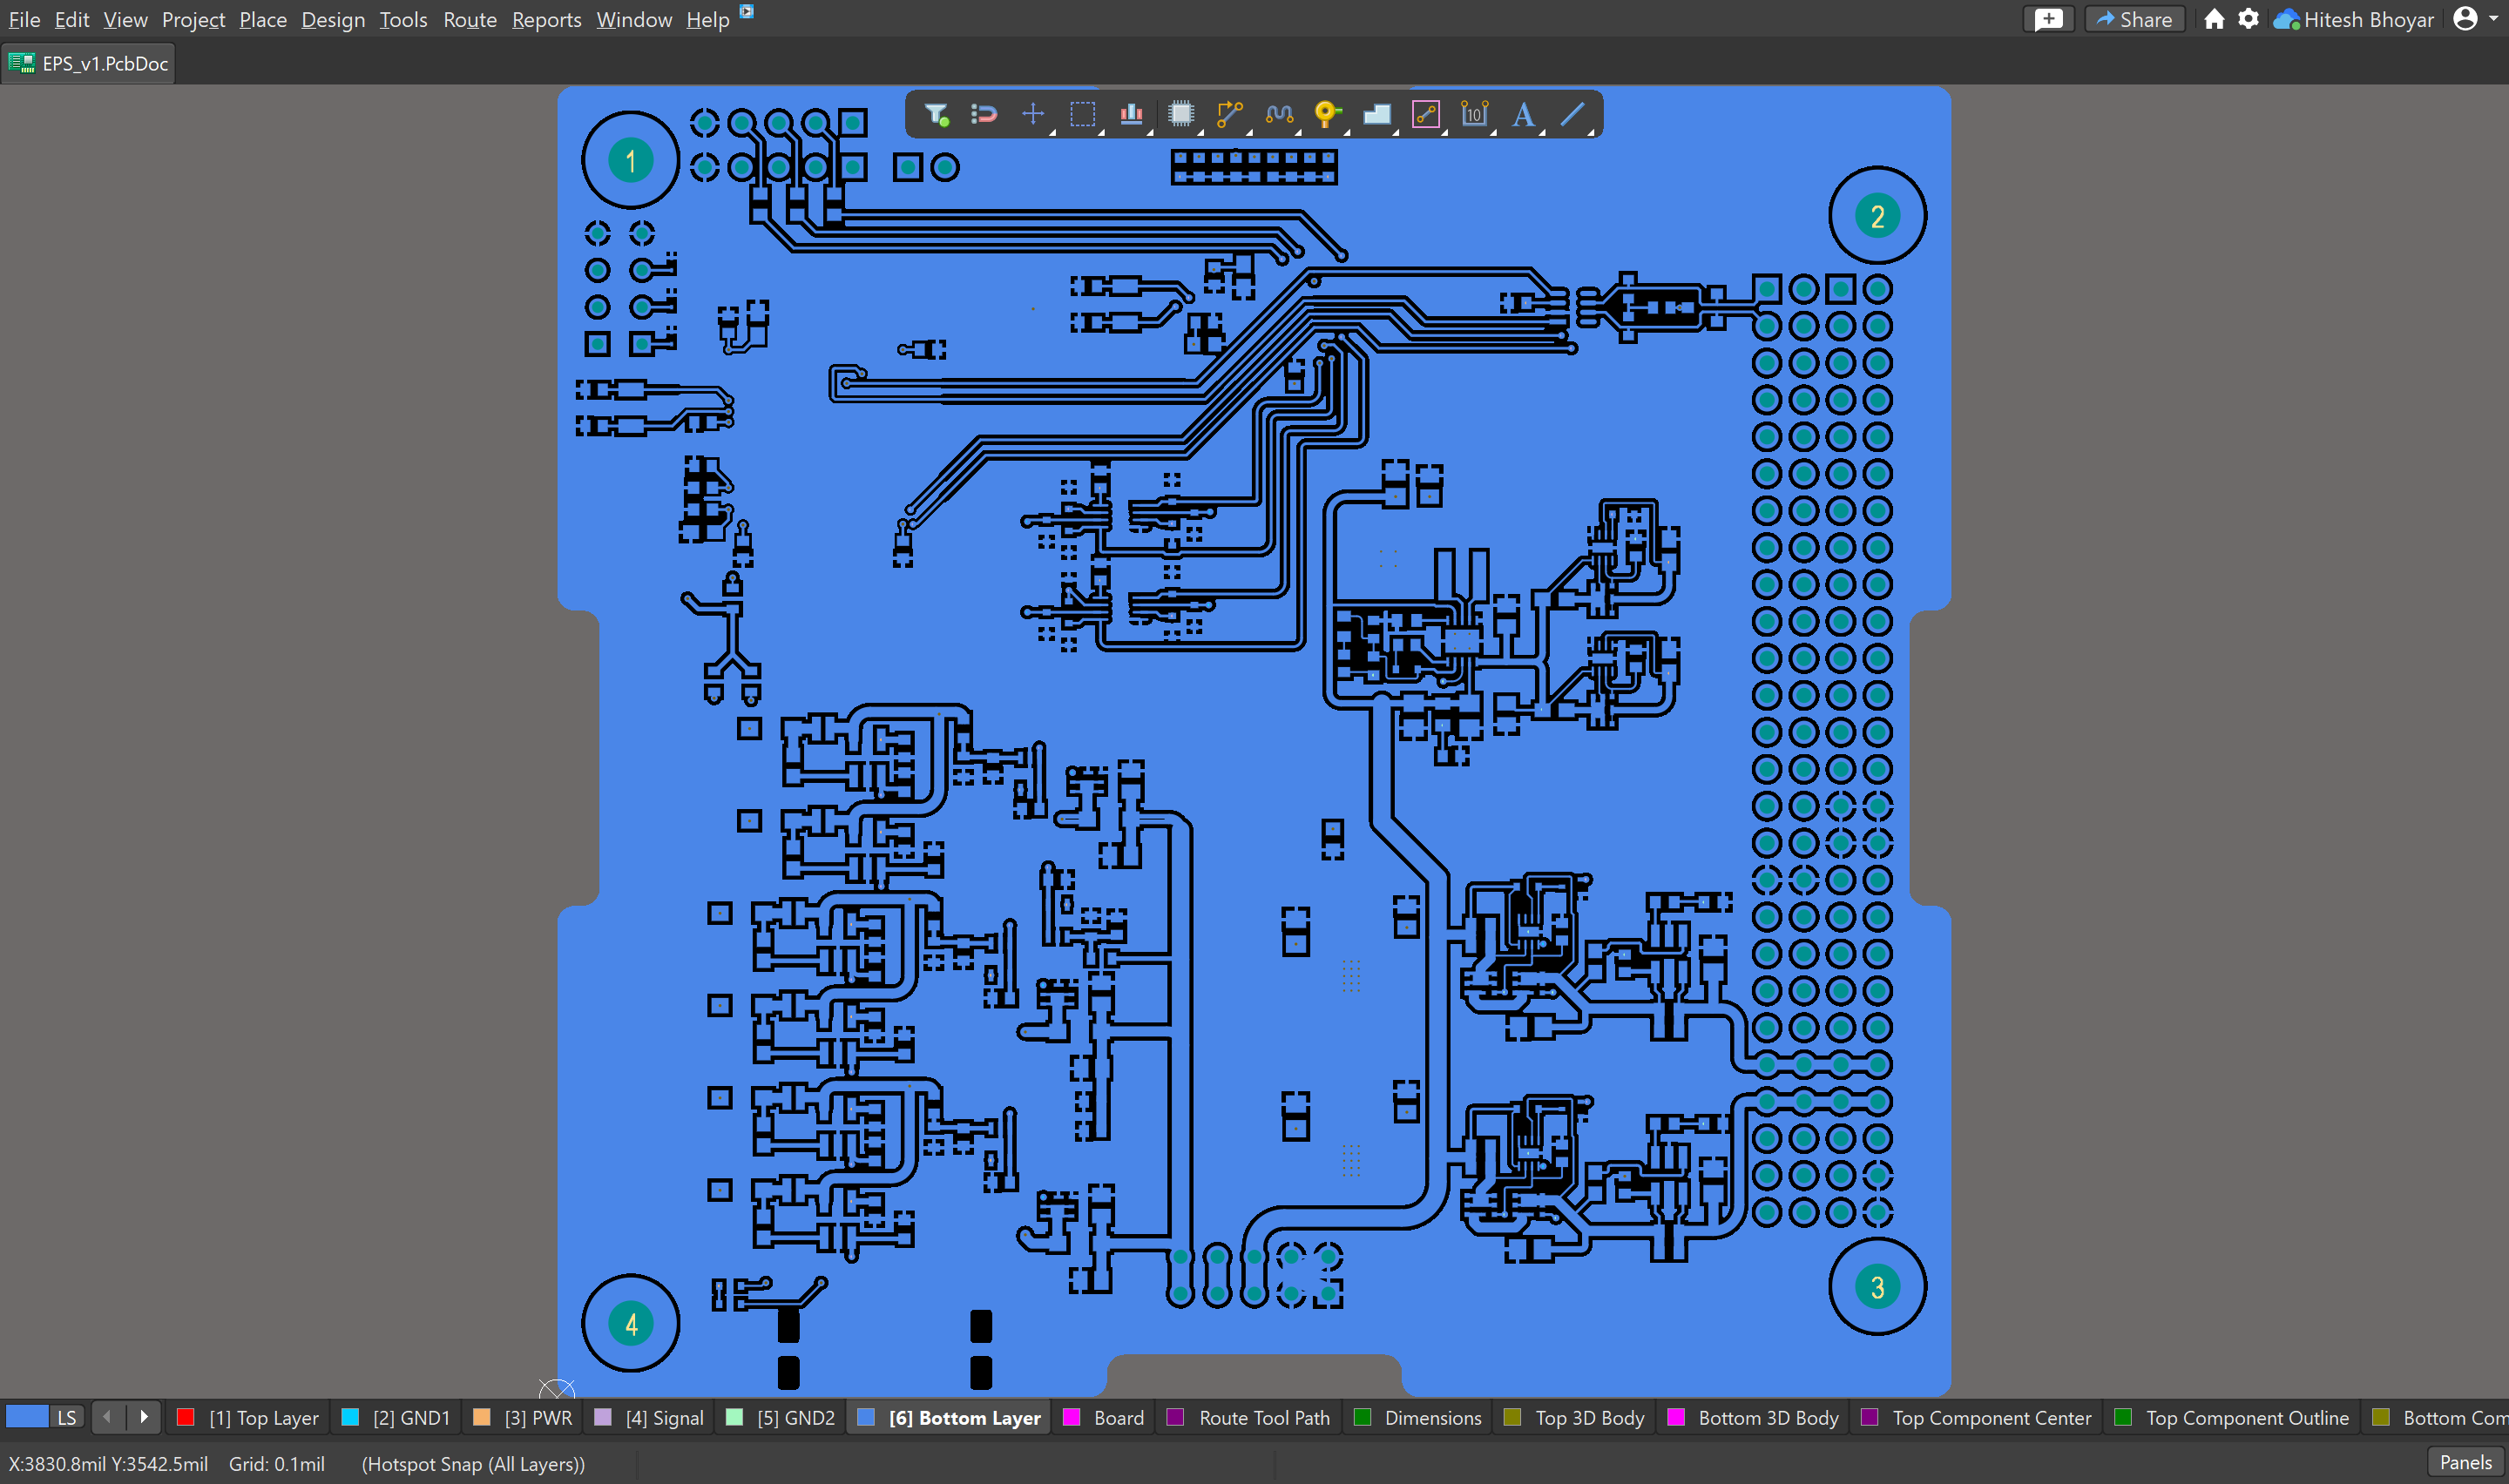 File Edit View Project Place Design Tools Route Reports Window Help Share Hitesh Bhoyar
EPS_v1.PcbDoc
10 A
1
2
3
4
LS [1] Top Layer [2] GND1 [3] PWR [4] Signal [5] GND2 [6] Bottom Layer Board Route Tool Path Dimensions Top 3D Body Bottom 3D Body Top Component Center Top Component Outline Bottom Com
X:3830.8mil Y:3542.5mil Grid: 0.1mil (Hotspot Snap (All Layers)) Panels